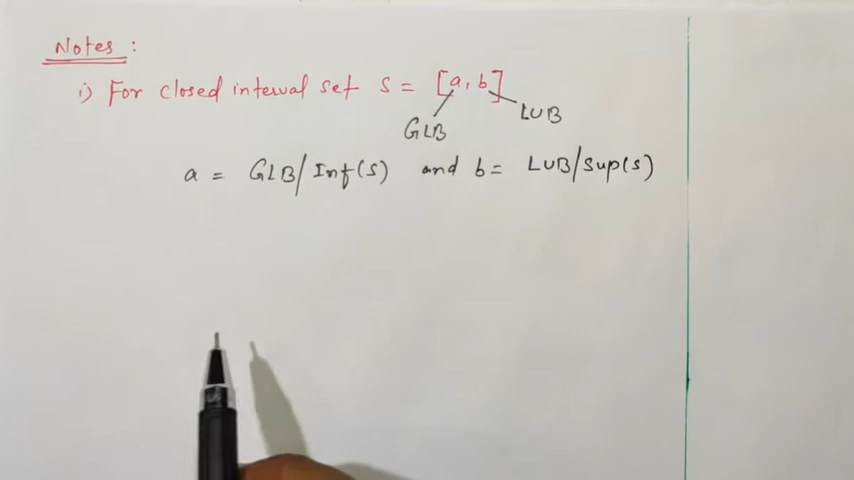 Notes :
i) For closed interval set S = [a, b]
GLB LUB
a = GLB/Inf(S) and b = LUB/Sup(S)